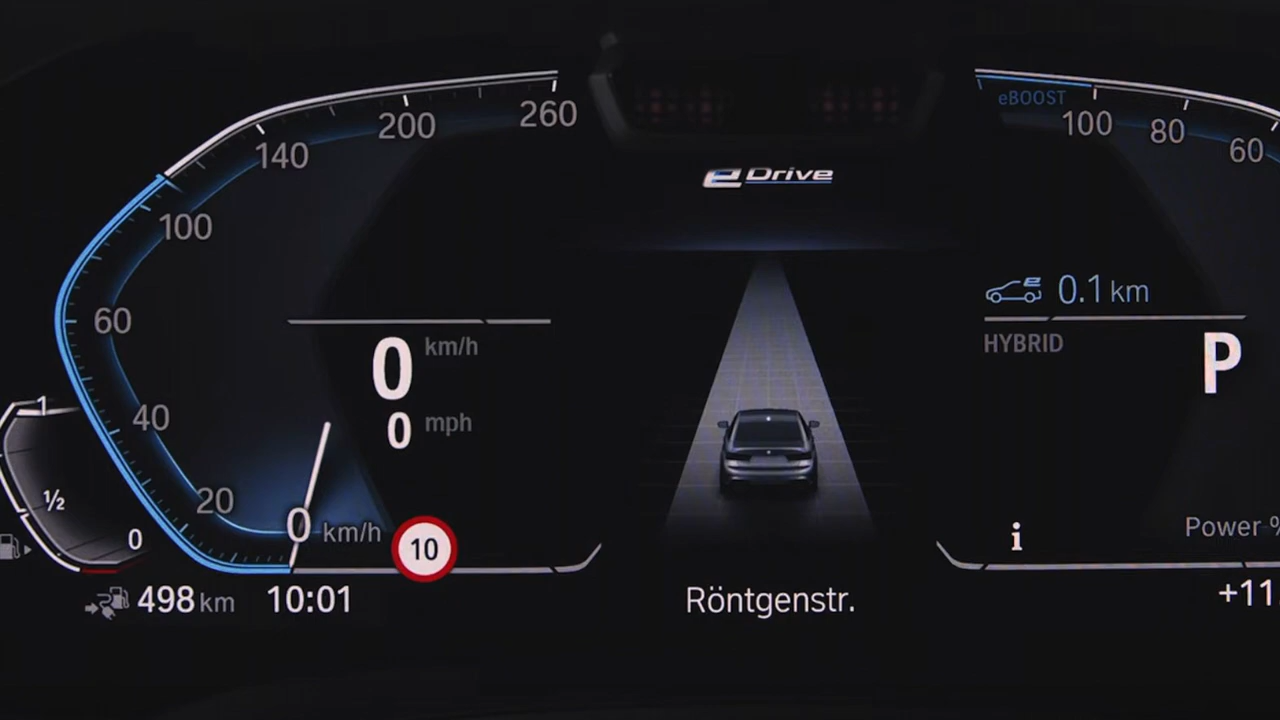 260
200
140
100
60
40
20
0 km/h
1
½
0
0 km/h
0 mph
10
498 km
10:01
eDrive
Röntgenstr.
eBOOST
100
80
60
0.1 km
HYBRID
P
i
Power %
+11